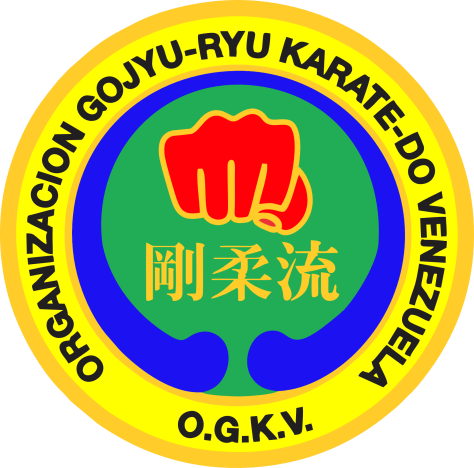 ORGANIZACION GOJYU-RYU KARATE-DO VENEZUELA
剛柔流
O.G.K.V.